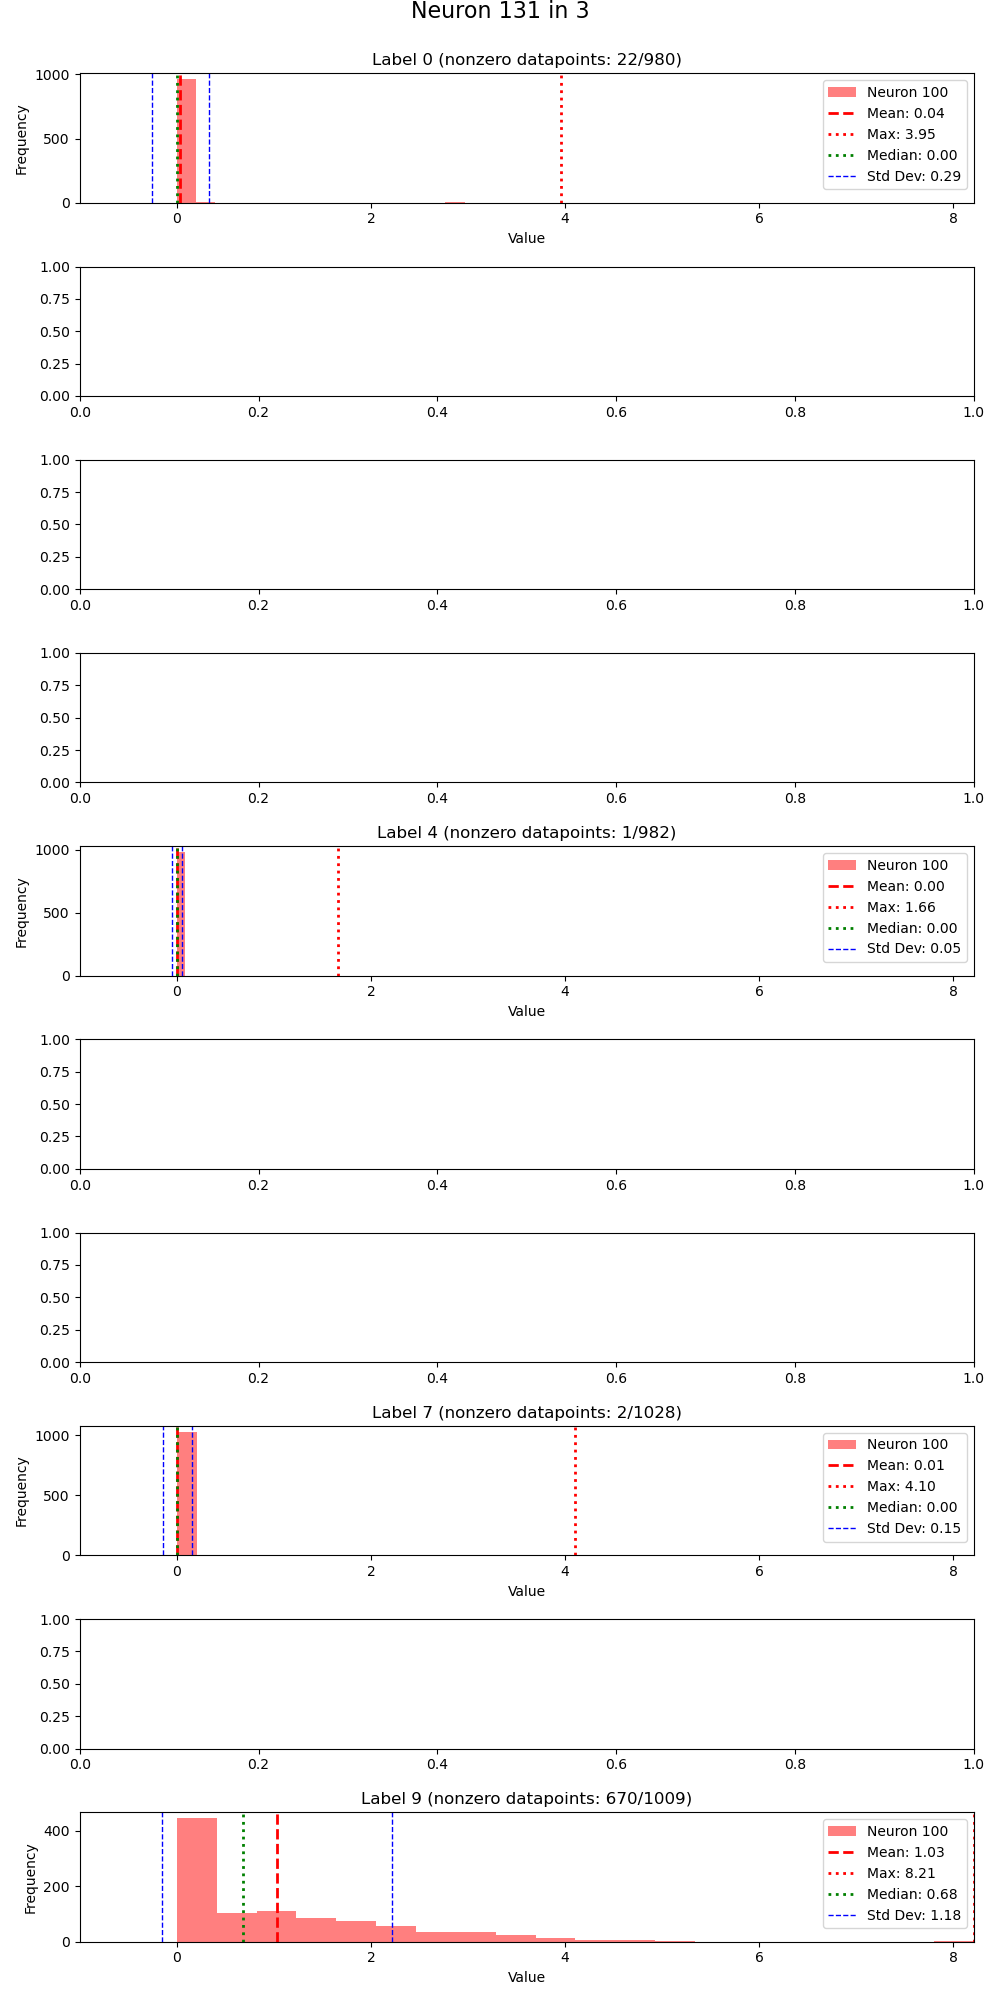 Neuron 131 in 3
Label 0 (nonzero datapoints: 22/980)
1000
500
0
Frequency
0 2 4 6 8
Value
Neuron 100
Mean: 0.04
Max: 3.95
Median: 0.00
Std Dev: 0.29
1.00
0.75
0.50
0.25
0.00
0.0 0.2 0.4 0.6 0.8 1.0
1.00
0.75
0.50
0.25
0.00
0.0 0.2 0.4 0.6 0.8 1.0
1.00
0.75
0.50
0.25
0.00
0.0 0.2 0.4 0.6 0.8 1.0
Label 4 (nonzero datapoints: 1/982)
1000
500
0
Frequency
0 2 4 6 8
Value
Neuron 100
Mean: 0.00
Max: 1.66
Median: 0.00
Std Dev: 0.05
1.00
0.75
0.50
0.25
0.00
0.0 0.2 0.4 0.6 0.8 1.0
1.00
0.75
0.50
0.25
0.00
0.0 0.2 0.4 0.6 0.8 1.0
Label 7 (nonzero datapoints: 2/1028)
1000
500
0
Frequency
0 2 4 6 8
Value
Neuron 100
Mean: 0.01
Max: 4.10
Median: 0.00
Std Dev: 0.15
1.00
0.75
0.50
0.25
0.00
0.0 0.2 0.4 0.6 0.8 1.0
Label 9 (nonzero datapoints: 670/1009)
400
200
0
Frequency
0 2 4 6 8
Value
Neuron 100
Mean: 1.03
Max: 8.21
Median: 0.68
Std Dev: 1.18